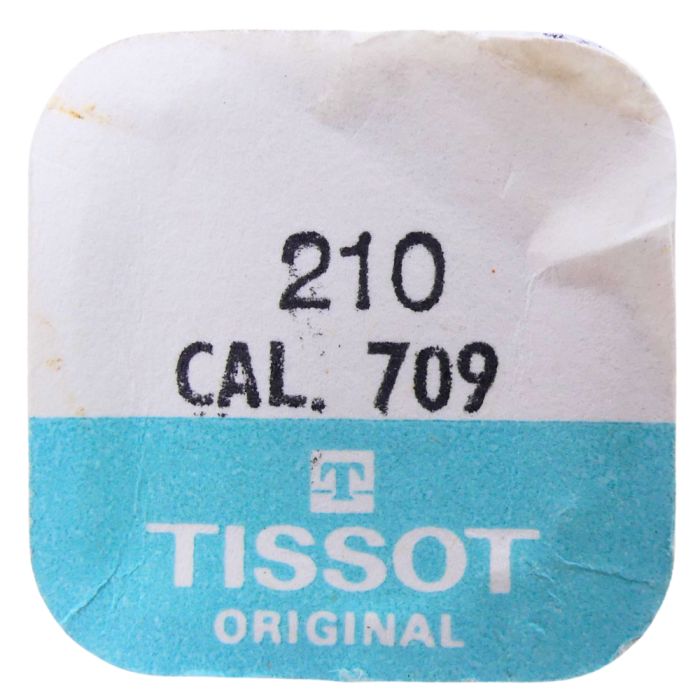 210
CAL. 709
T
TISSOT
ORIGINAL